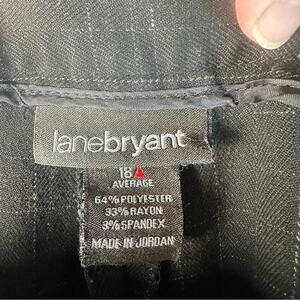 lanebryant
18
AVERAGE
64% POLYESTER
33% RAYON
3% SPANDEX
MADE IN JORDAN